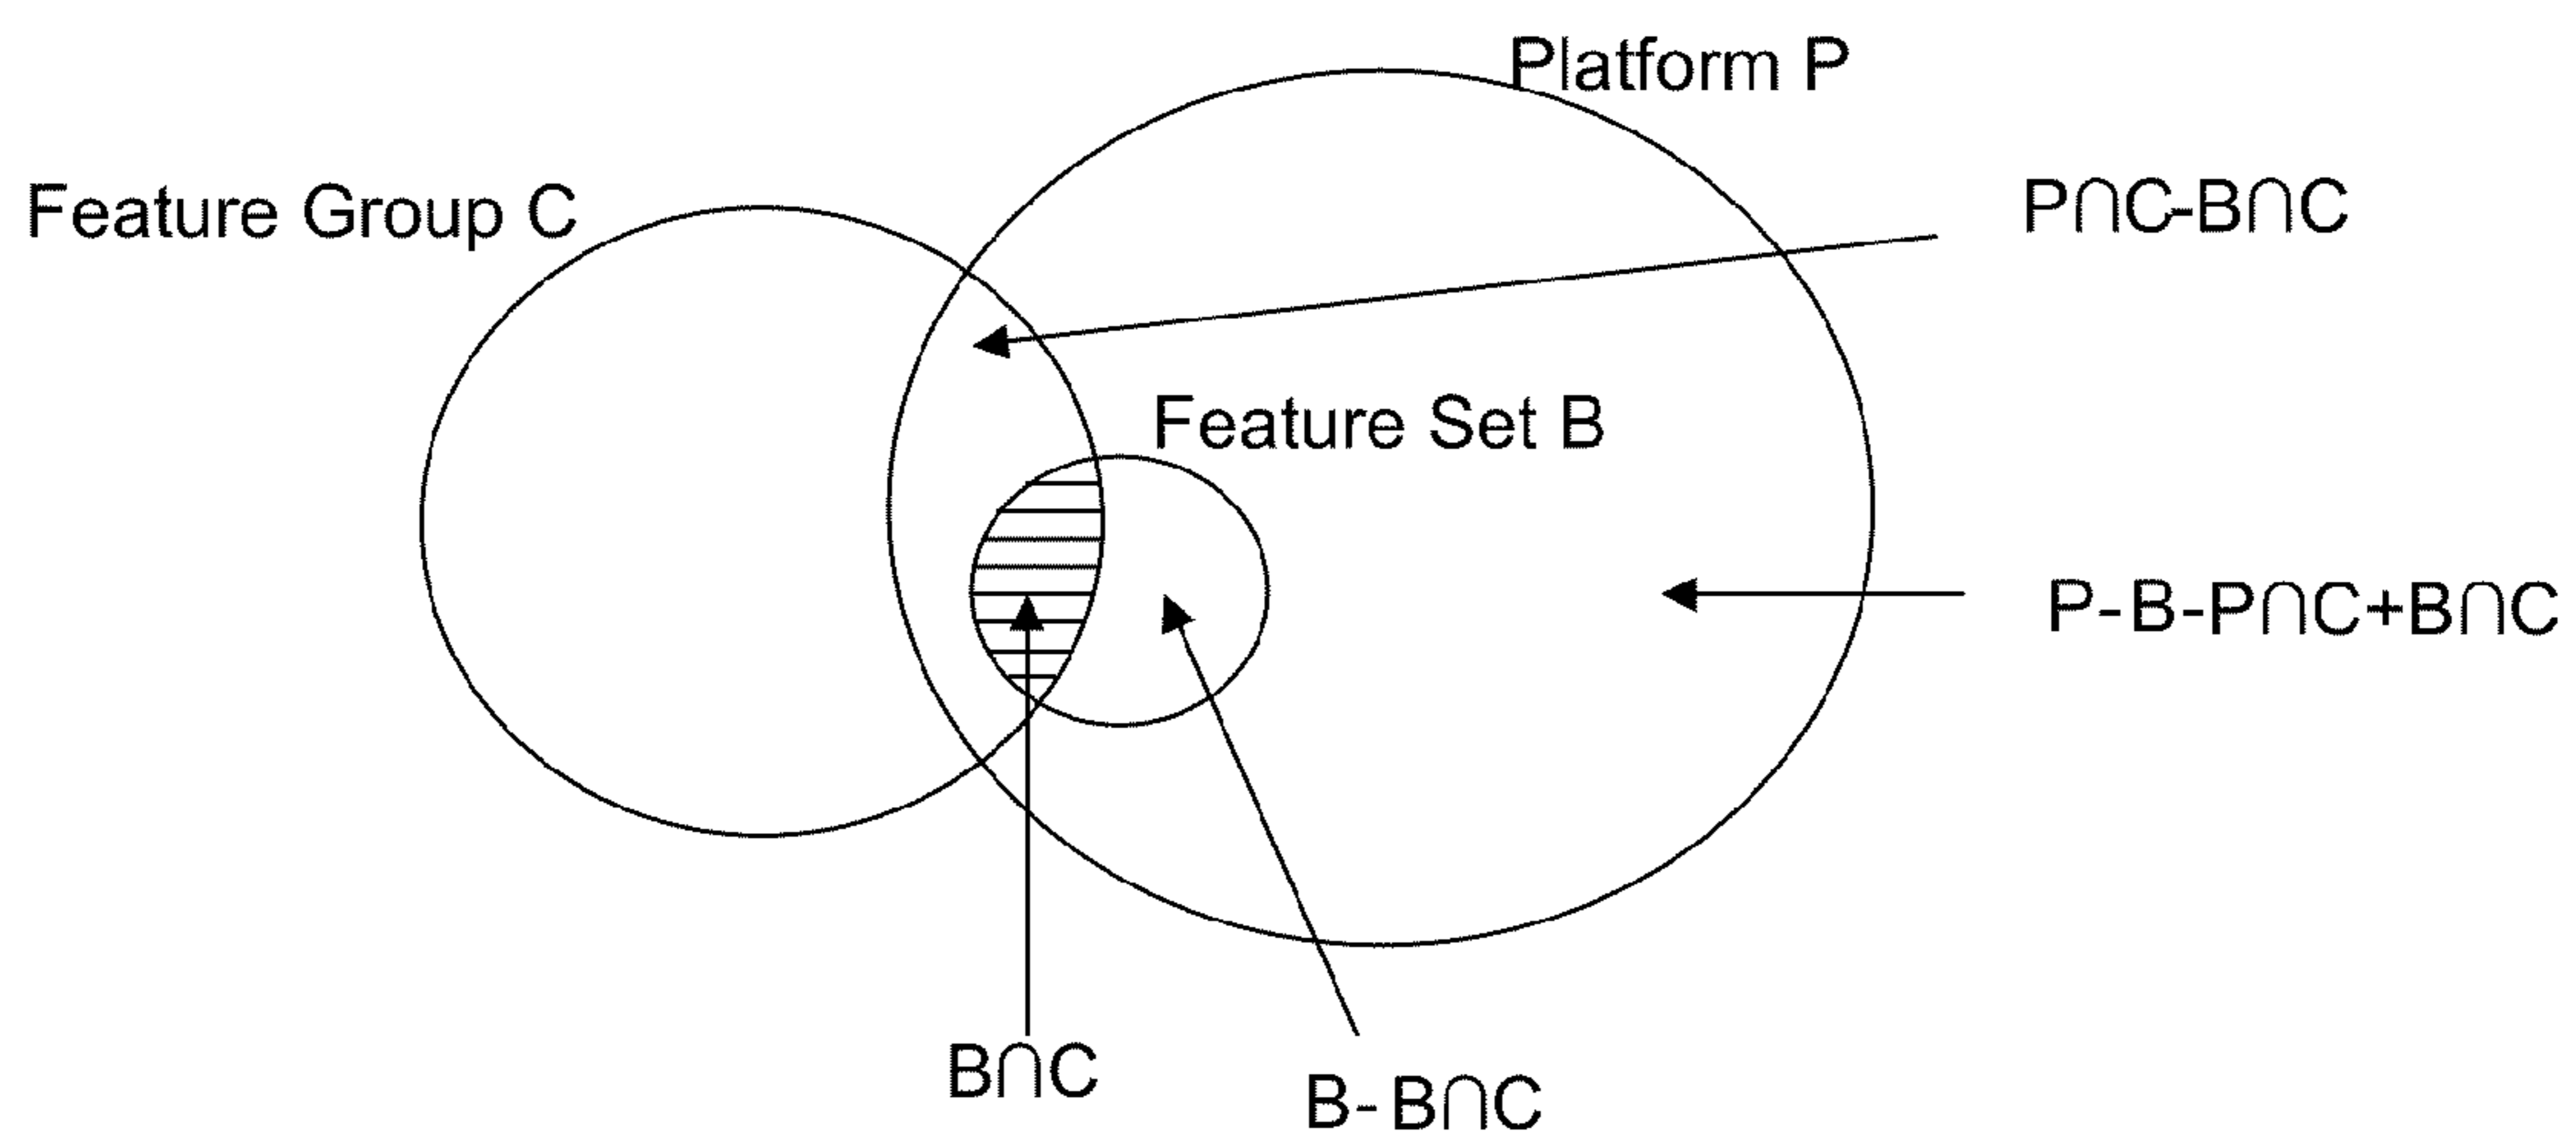 Platform P
Feature Group C
P∩C-B∩C
Feature Set B
P-B-P∩C+B∩C
B∩C
B-B∩C